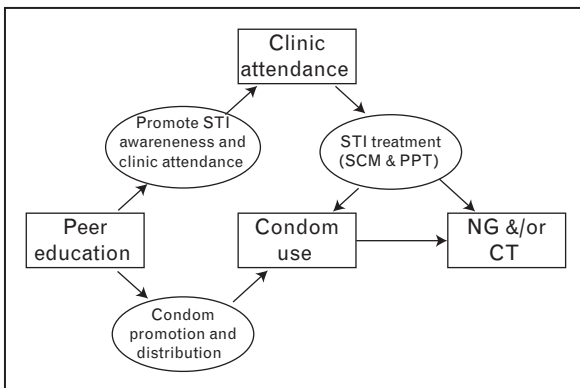 Clinic
attendance
Promote STI
awareneness and
clinic attendance
STI treatment
(SCM & PPT)
Peer
education
Condom
use
NG &/or
CT
Condom
promotion and
distribution